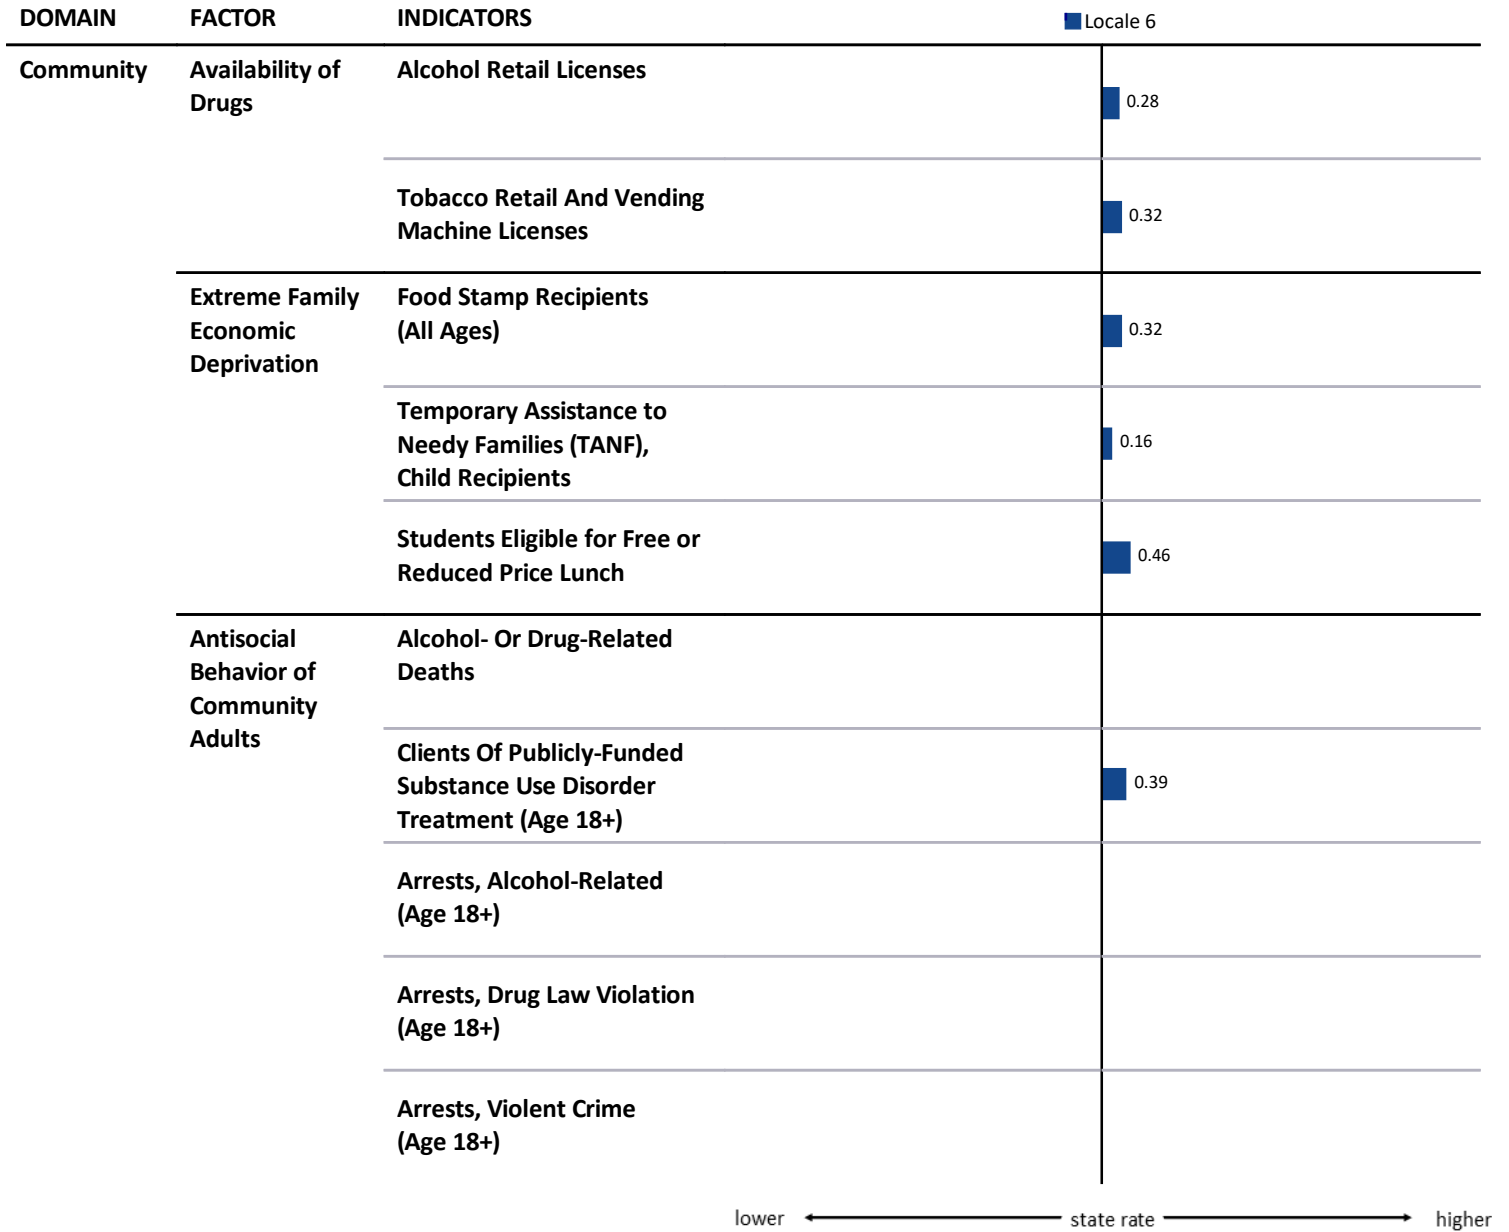 DOMAIN FACTOR INDICATORS
Locale 6
Community
Availability of
Drugs
Alcohol Retail Licenses
0.28
Tobacco Retail And Vending
Machine Licenses
0.32
Extreme Family
Economic
Deprivation
Food Stamp Recipients
(All Ages)
0.32
Temporary Assistance to
Needy Families (TANF),
Child Recipients
0.16
Students Eligible for Free or
Reduced Price Lunch
0.46
Antisocial
Behavior of
Community
Adults
Alcohol- Or Drug-Related
Deaths
Clients Of Publicly-Funded
Substance Use Disorder
Treatment (Age 18+)
0.39
Arrests, Alcohol-Related
(Age 18+)
Arrests, Drug Law Violation
(Age 18+)
Arrests, Violent Crime
(Age 18+)
lower state rate higher